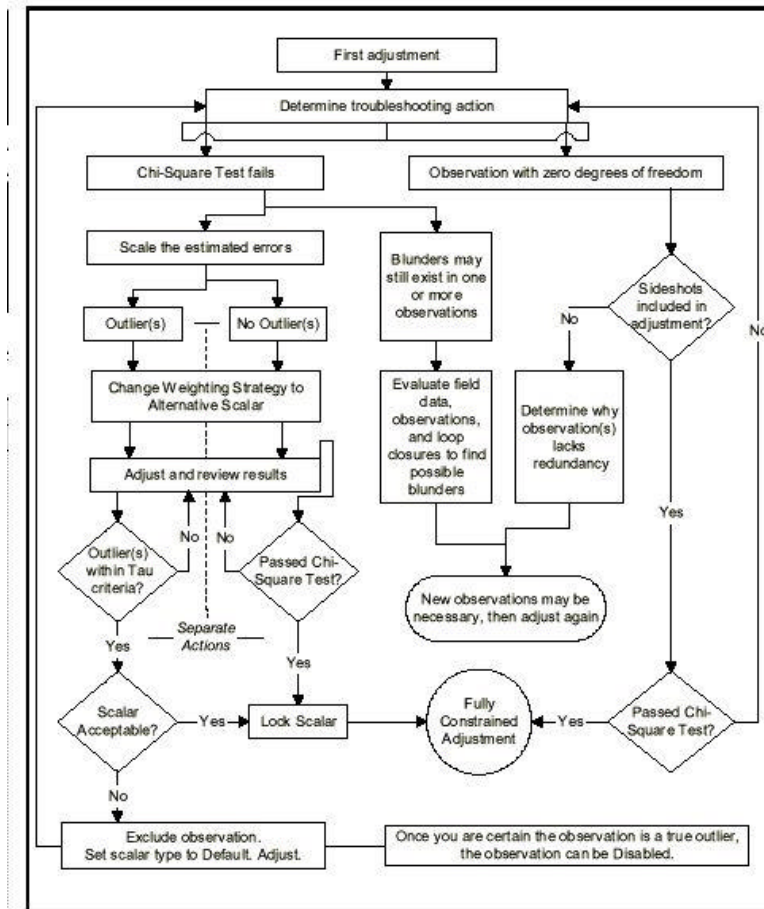 First adjustment
Determine troubleshooting action
Chi-Square Test fails
Observation with zero degrees of freedom
Scale the estimated errors
Blunders may
still exist in one
or more
observations
Sideshots
included in
adjustment?
Outlier(s)
No Outlier(s)
No
No
Change Weighting Strategy to
Alternative Scalar
Evaluate field
data,
observations,
and loop
closures to find
possible
blunders
Determine why
observation(s)
lacks
redundancy
Adjust and review results
Yes
No
No
Outlier(s)
within Tau
criteria?
Passed Chi-
Square Test?
New observations may be
necessary, then adjust again
Separate
Actions
Yes
Yes
Scalar
Acceptable?
Yes
Lock Scalar
Fully
Constrained
Adjustment
Yes
Passed Chi-
Square Test?
No
Exclude observation.
Set scalar type to Default. Adjust.
Once you are certain the observation is a true outlier,
the observation can be Disabled.